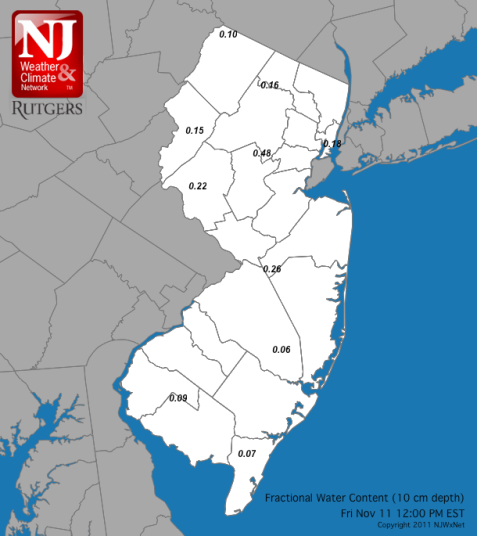 NJ
Weather &
Climate
Network ™
RUTGERS
0.10
0.16
0.15
0.18
0.48
0.22
0.26
0.06
0.09
0.07
Fractional Water Content (10 cm depth)
Fri Nov 11 12:00 PM EST
Copyright 2011 NJWxNet